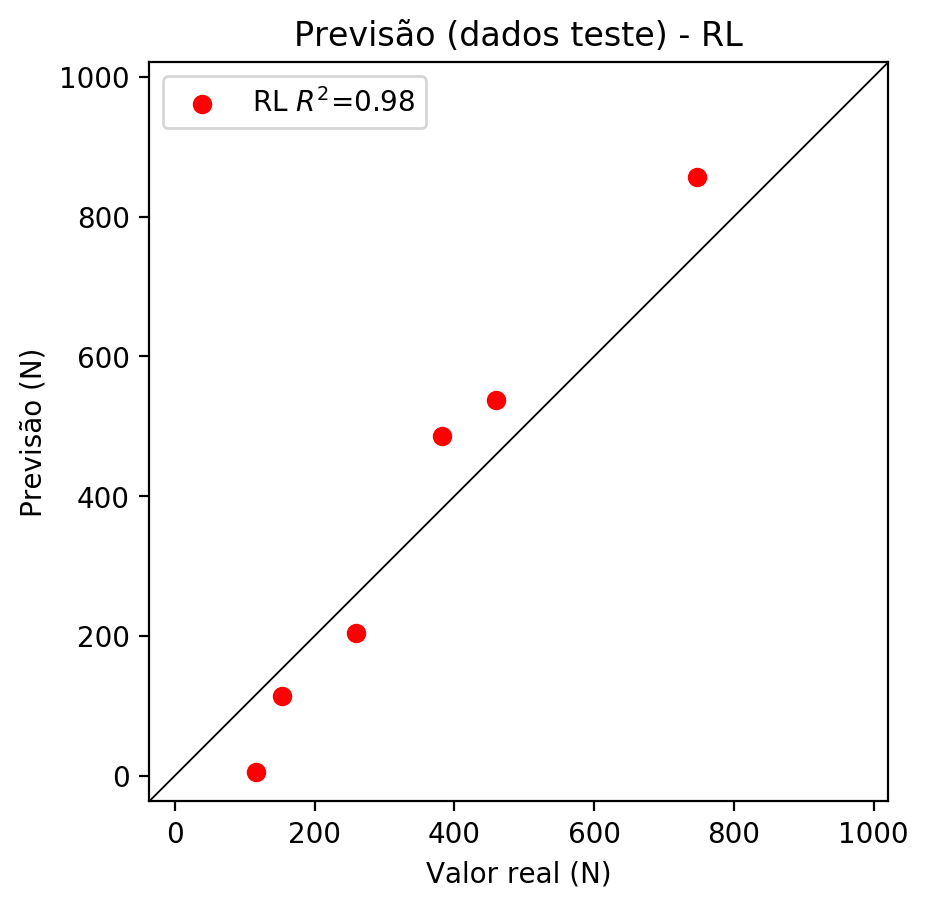 Previsão (dados teste) - RL
RL R²=0.98
Previsão (N)
1000
800
600
400
200
0
0 200 400 600 800 1000
Valor real (N)